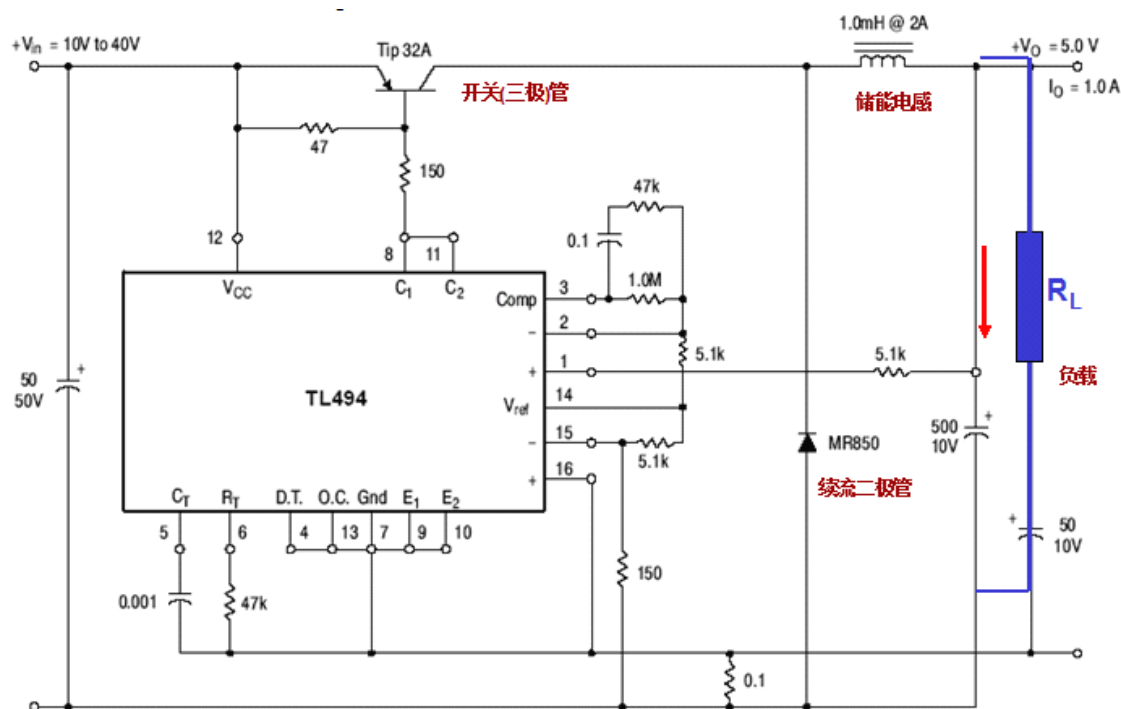 1.0mH @ 2A
+Vin = 10V to 40V
Tip 32A
+VO = 5.0 V
IO = 1.0 A
开关(三极)管
储能电感
47
150
47k
0.1
12
8
11
VCC
C1
C2
Comp
3
1.0M
RL
−
2
5.1k
+
1
5.1k
负载
50
50V
+
TL494
Vref
14
−
15
5.1k
+
16
MR850
500
10V
+
续流二极管
CT
RT
D.T.
O.C.
Gnd
E1
E2
5
6
4
13
7
9
10
+
50
10V
0.001
47k
150
0.1